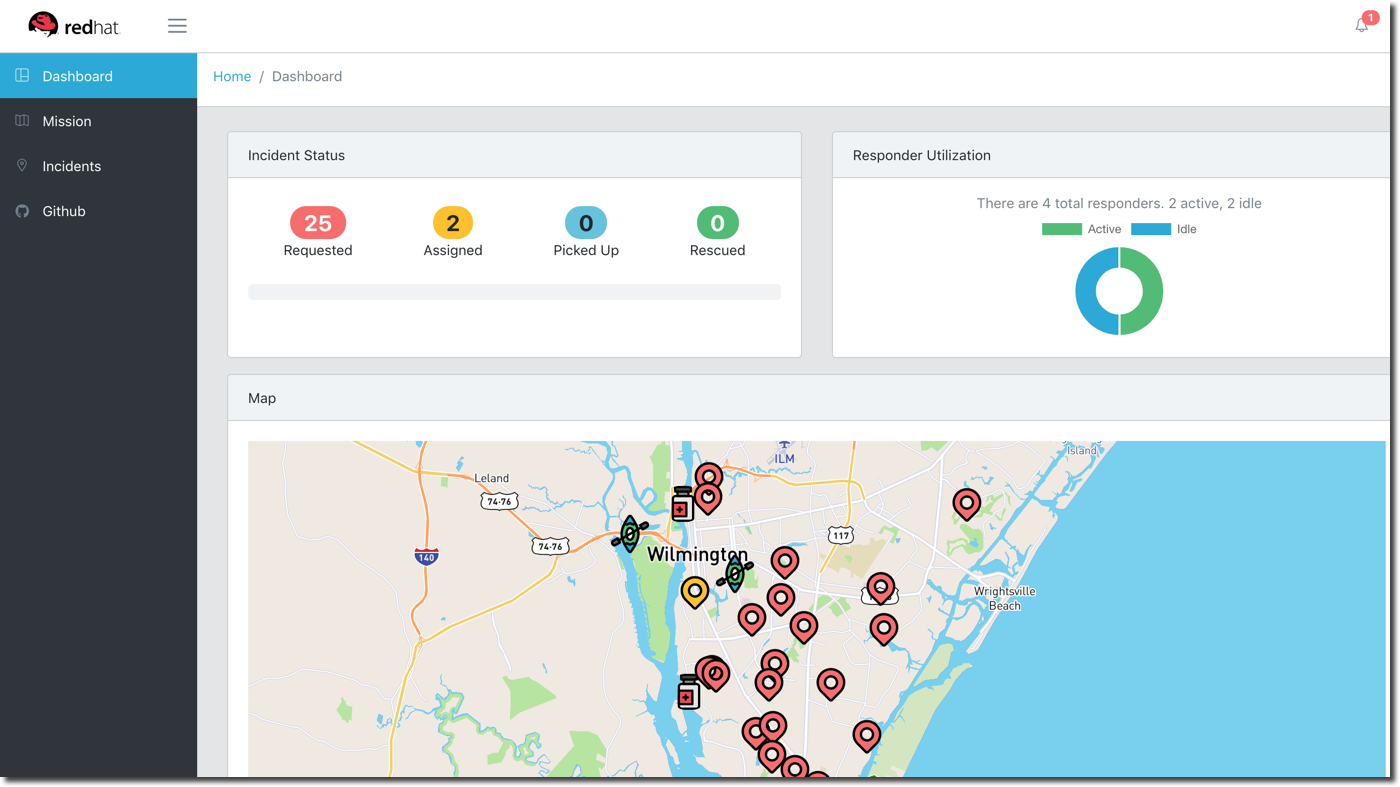 redhat.
1
Dashboard
Mission
Incidents
Github
Home / Dashboard
Incident Status
25
2
0
0
Requested
Assigned
Picked Up
Rescued
Responder Utilization
There are 4 total responders. 2 active, 2 idle
Active
Idle
Map
Island
ILM
Leland
74-76
74-76
117
140
Wilmington
Wrightsville
Beach